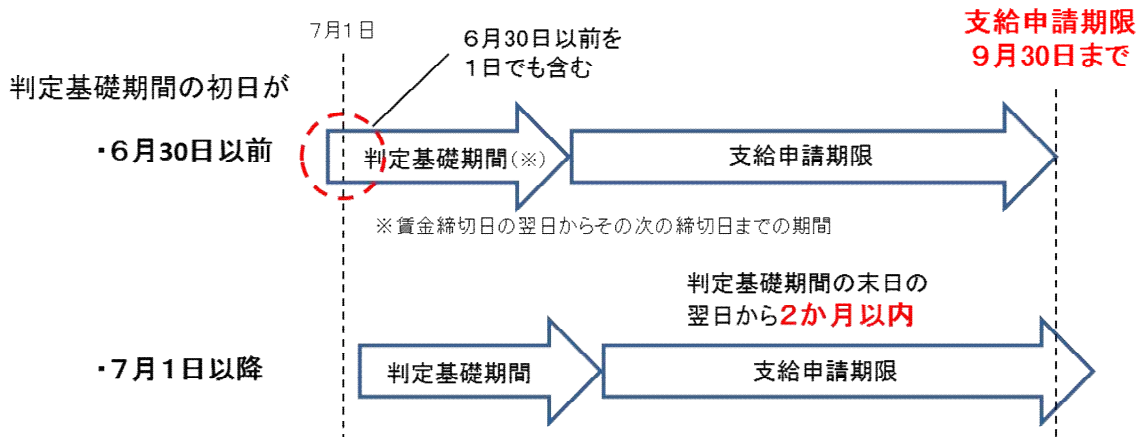 7月1日
6月30日以前を
1日でも含む
支給申請期限
9月30日まで
判定基礎期間の初日が
・6月30日以前
判定基礎期間(※)
支給申請期限
※賃金締切日の翌日からその次の締切日までの期間
判定基礎期間の末日の
翌日から2か月以内
・7月1日以降
判定基礎期間
支給申請期限